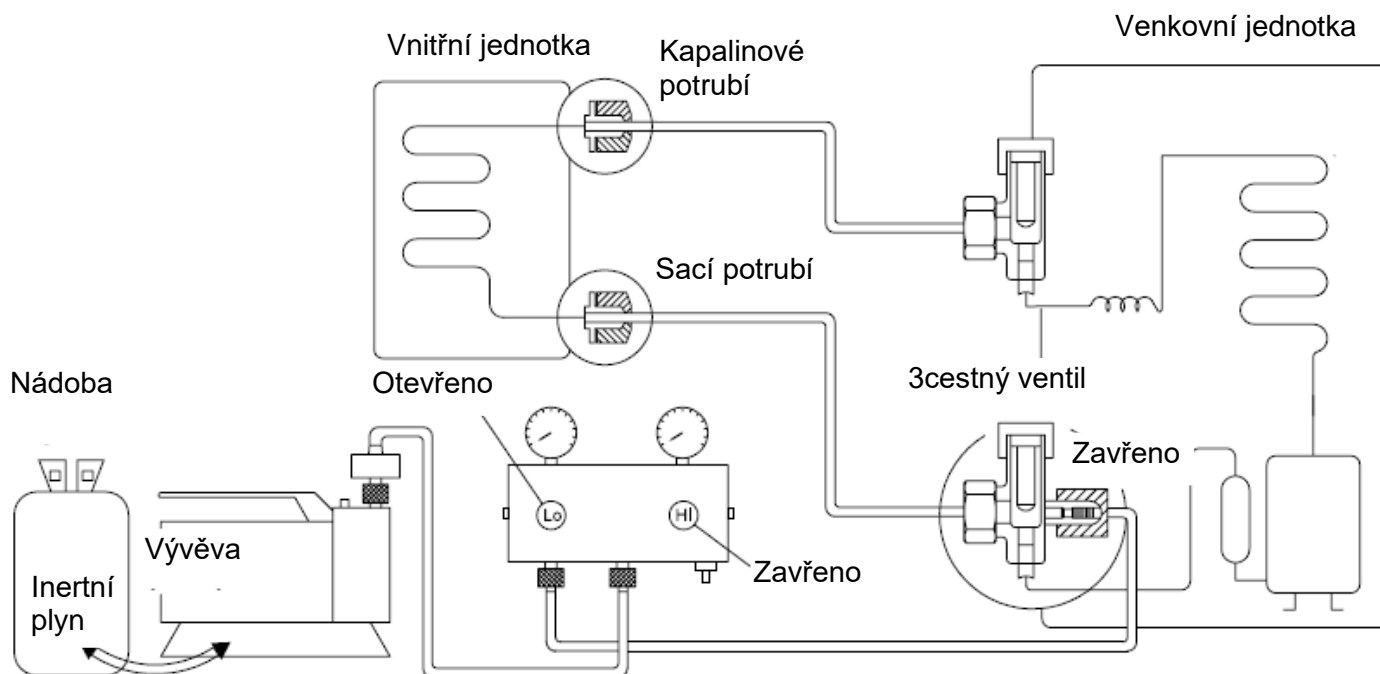 Vnitřní jednotka
Kapalinové
potrubí
Venkovní jednotka
Sací potrubí
Nádoba
Otevřeno
3cestný ventil
Zavřeno
Lo
HI
Vývěva
Zavřeno
Inertní
plyn